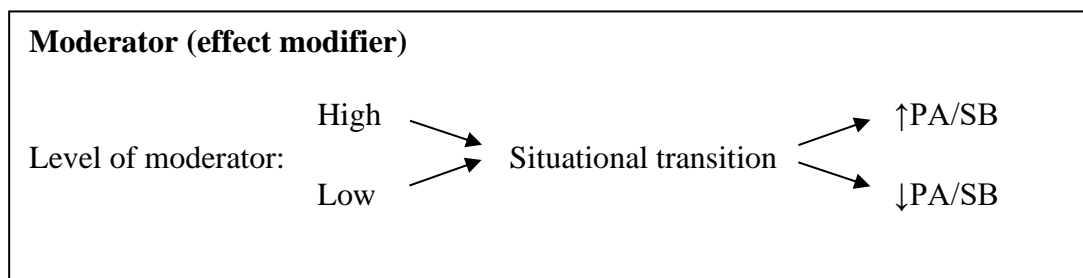 Moderator (effect modifier)
High ↑PA/SB
Level of moderator: Situational transition
Low ↓PA/SB